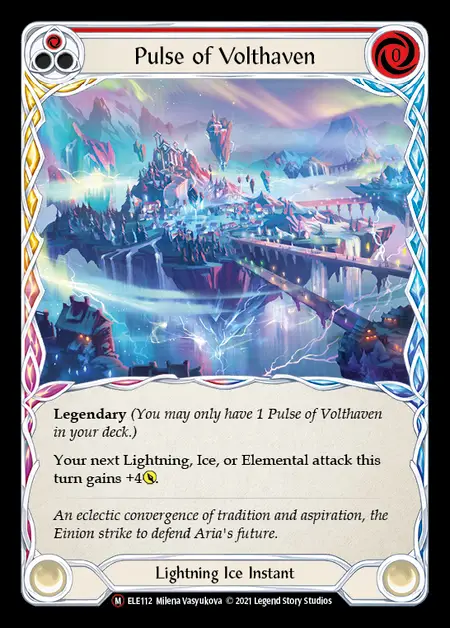 Pulse of Volthaven
0
Legendary (You may only have 1 Pulse of Volthaven
in your deck.)
Your next Lightning, Ice, or Elemental attack this
turn gains +4.
An eclectic convergence of tradition and aspiration, the
Einion strike to defend Aria's future.
Lightning Ice Instant
M ELE112 Milena Vasyukova © 2021 Legend Story Studios